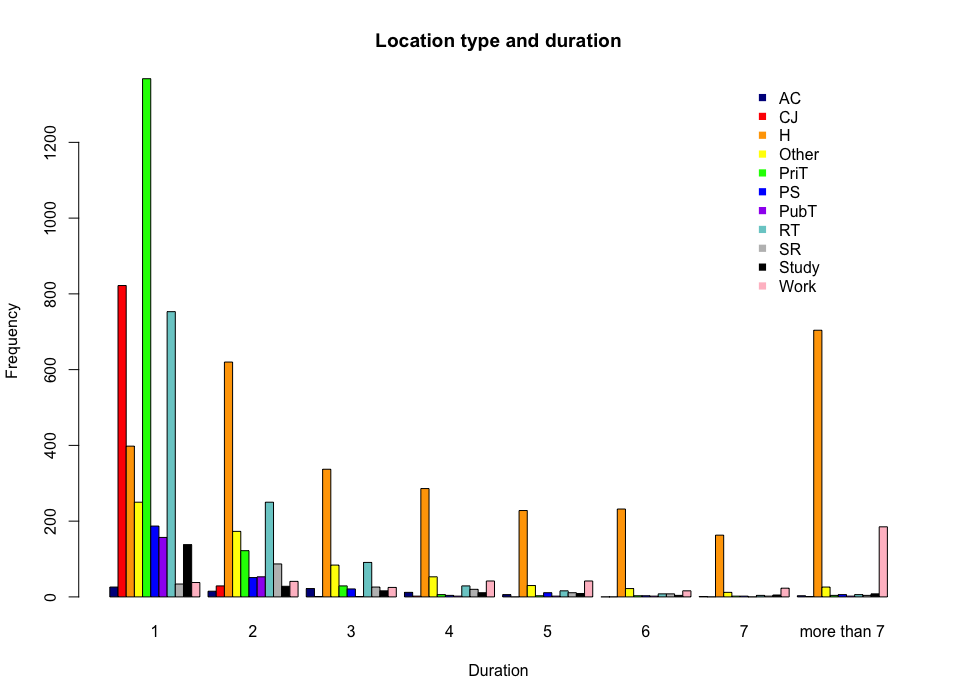 Location type and duration
AC
CJ
H
Other
PriT
PS
PubT
RT
SR
Study
Work
Frequency
1200
1000
800
600
400
200
0
1 2 3 4 5 6 7 more than 7
Duration